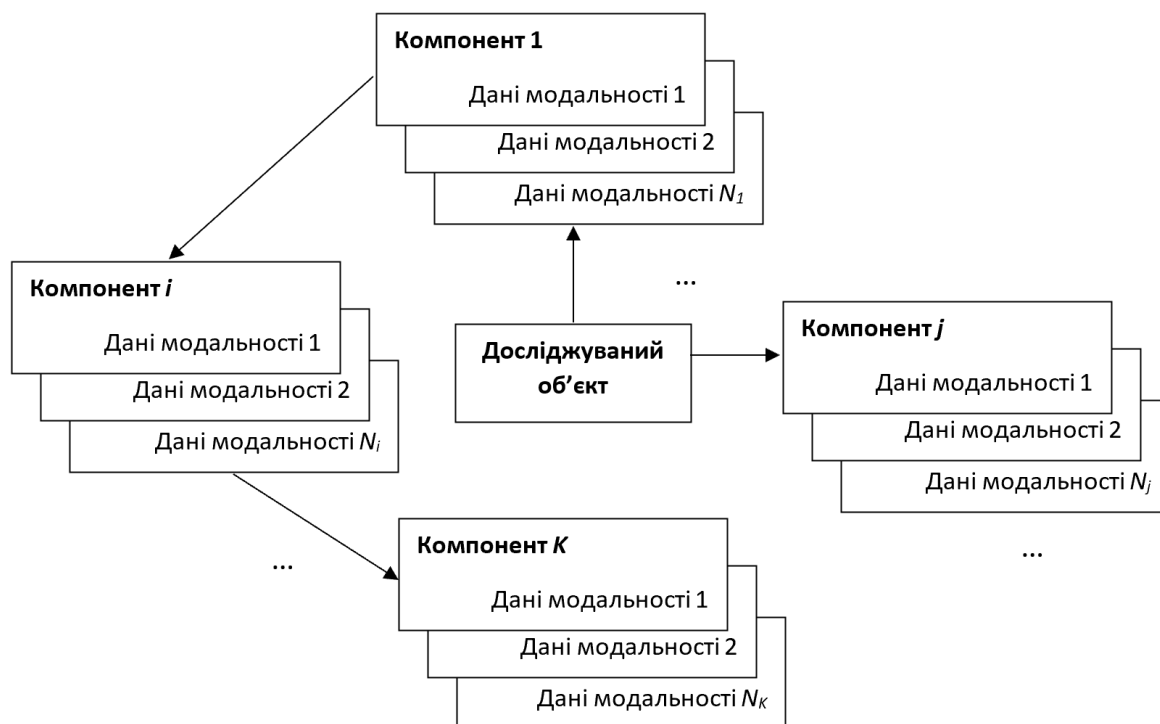 Компонент 1
Дані модальності 1
Дані модальності 2
Дані модальності N₁
...
Компонент i
Дані модальності 1
Дані модальності 2
Дані модальності Nᵢ
Досліджуваний
об’єкт
Компонент j
Дані модальності 1
Дані модальності 2
Дані модальності Nⱼ
...
...
Компонент K
Дані модальності 1
Дані модальності 2
Дані модальності N_K